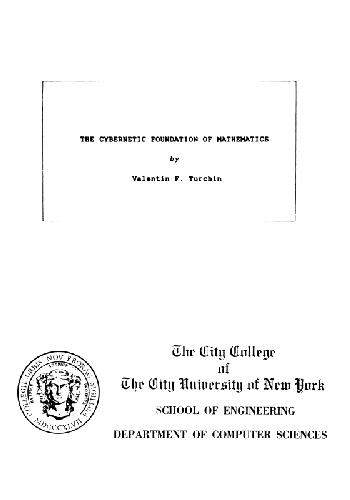 THE CYBERNETIC FOUNDATION OF MATHEMATICS
by
Valentin F. Turchin
The City College
of
The City University of New York
SCHOOL OF ENGINEERING
DEPARTMENT OF COMPUTER SCIENCES